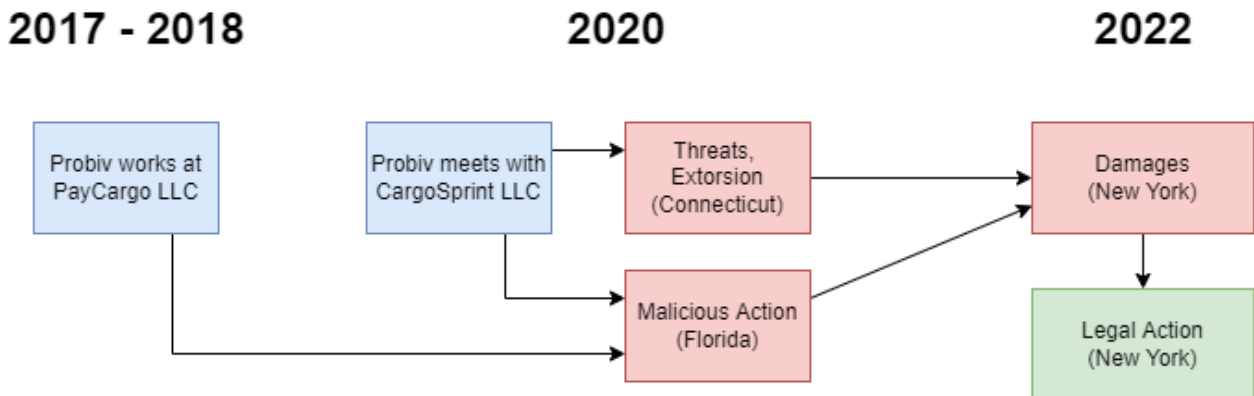 2017 - 2018
2020
2022
Probiv works at
PayCargo LLC
Probiv meets with
CargoSprint LLC
Threats,
Extorsion
(Connecticut)
Damages
(New York)
Malicious Action
(Florida)
Legal Action
(New York)